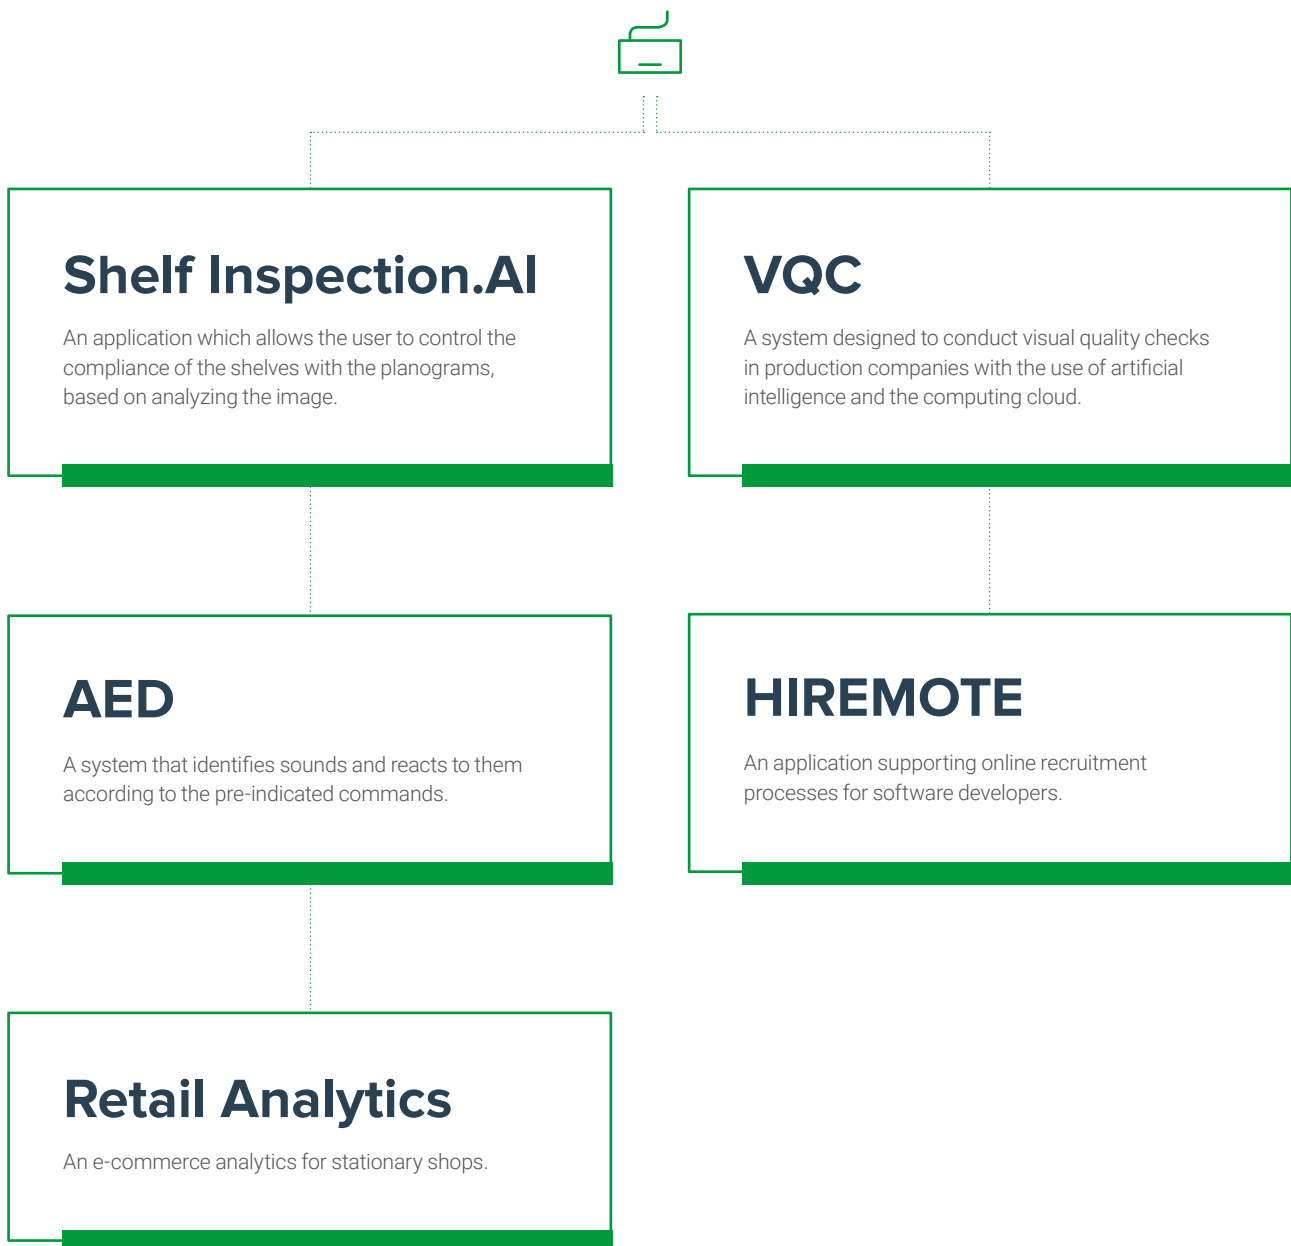 Shelf Inspection.AI
An application which allows the user to control the
compliance of the shelves with the planograms,
based on analyzing the image.
VQC
A system designed to conduct visual quality checks
in production companies with the use of artificial
intelligence and the computing cloud.
AED
A system that identifies sounds and reacts to them
according to the pre-indicated commands.
HIREMOTE
An application supporting online recruitment
processes for software developers.
Retail Analytics
An e-commerce analytics for stationary shops.